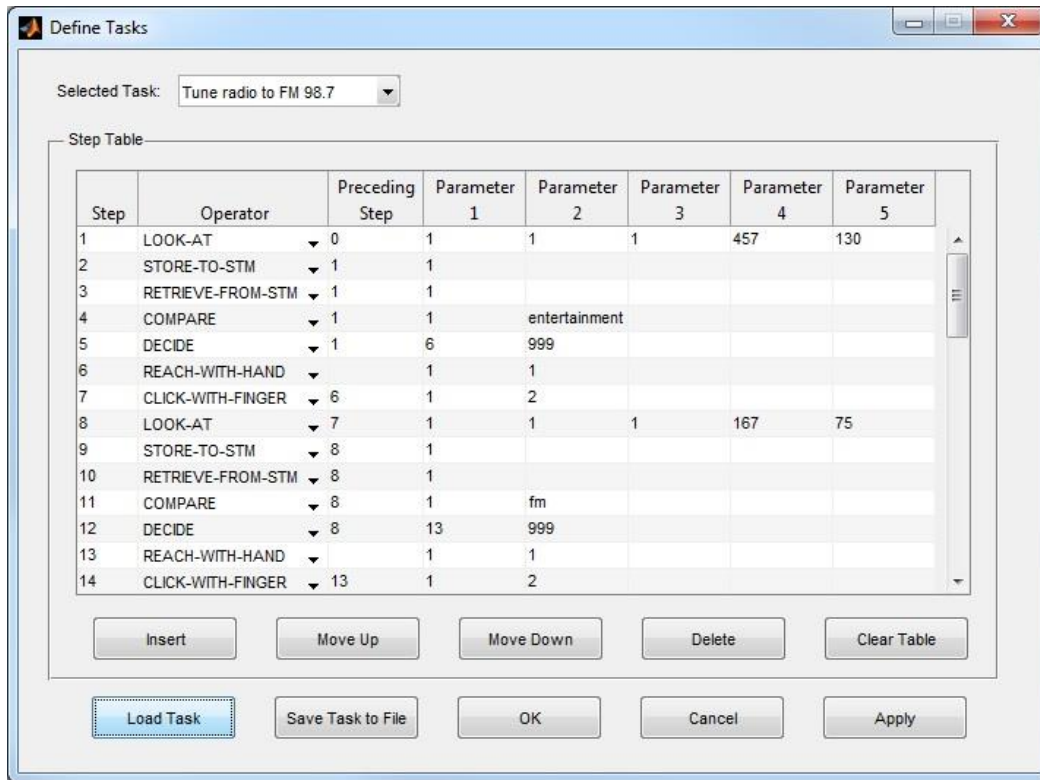 Define Tasks
Selected Task: Tune radio to FM 98.7
Step Table
Step Operator Preceding Step Parameter 1 Parameter 2 Parameter 3 Parameter 4 Parameter 5
1 LOOK-AT 0 1 1 1 457 130
2 STORE-TO-STM 1 1
3 RETRIEVE-FROM-STM 1 1
4 COMPARE 1 1 entertainment
5 DECIDE 1 6 999
6 REACH-WITH-HAND 1 1
7 CLICK-WITH-FINGER 6 1 2
8 LOOK-AT 7 1 1 1 167 75
9 STORE-TO-STM 8 1
10 RETRIEVE-FROM-STM 8 1
11 COMPARE 8 1 fm
12 DECIDE 8 13 999
13 REACH-WITH-HAND 1 1
14 CLICK-WITH-FINGER 13 1 2
Insert Move Up Move Down Delete Clear Table
Load Task Save Task to File OK Cancel Apply